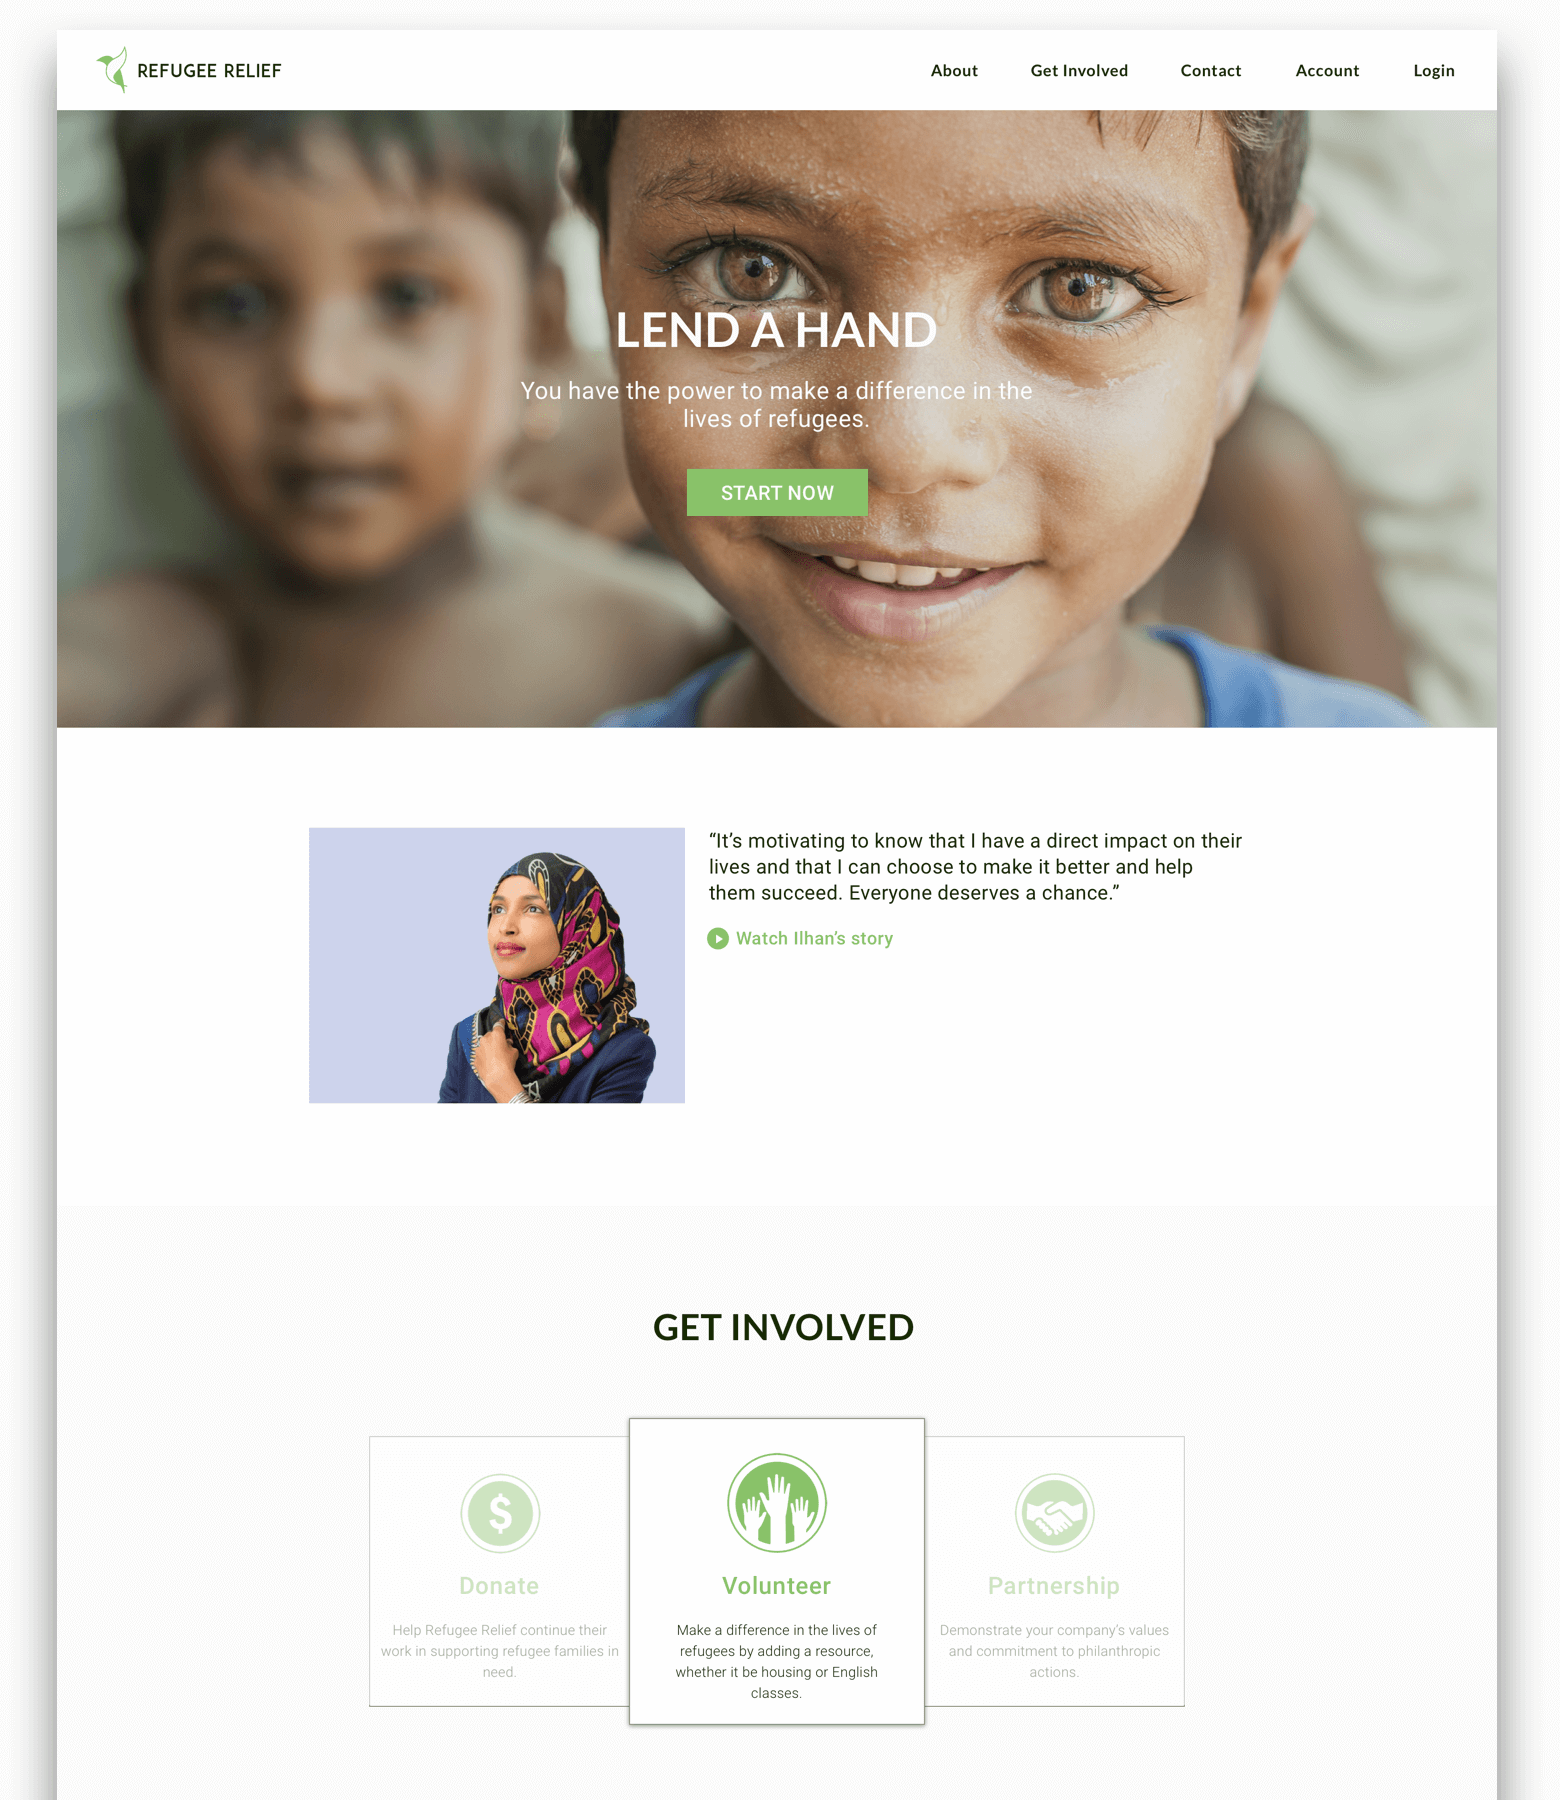 REFUGEE RELIEF
About Get Involved Contact Account Login
LEND A HAND
You have the power to make a difference in the
lives of refugees.
START NOW
“It’s motivating to know that I have a direct impact on their
lives and that I can choose to make it better and help
them succeed. Everyone deserves a chance.”
Watch Ilhan’s story
GET INVOLVED
$
Donate
Help Refugee Relief continue their
work in supporting refugee families in
need.
Volunteer
Make a difference in the lives of
refugees by adding a resource,
whether it be housing or English
classes.
Partnership
Demonstrate your company’s values
and commitment to philanthropic
actions.